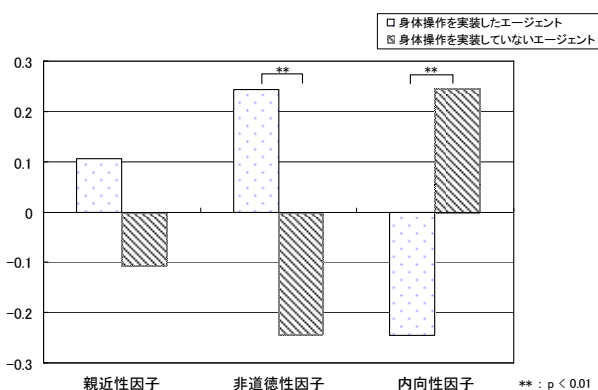 身体操作を実装したエージェント
身体操作を実装していないエージェント
0.3
0.2
0.1
0
-0.1
-0.2
-0.3
**
**
親近性因子
非道徳性因子
内向性因子
** : p < 0.01